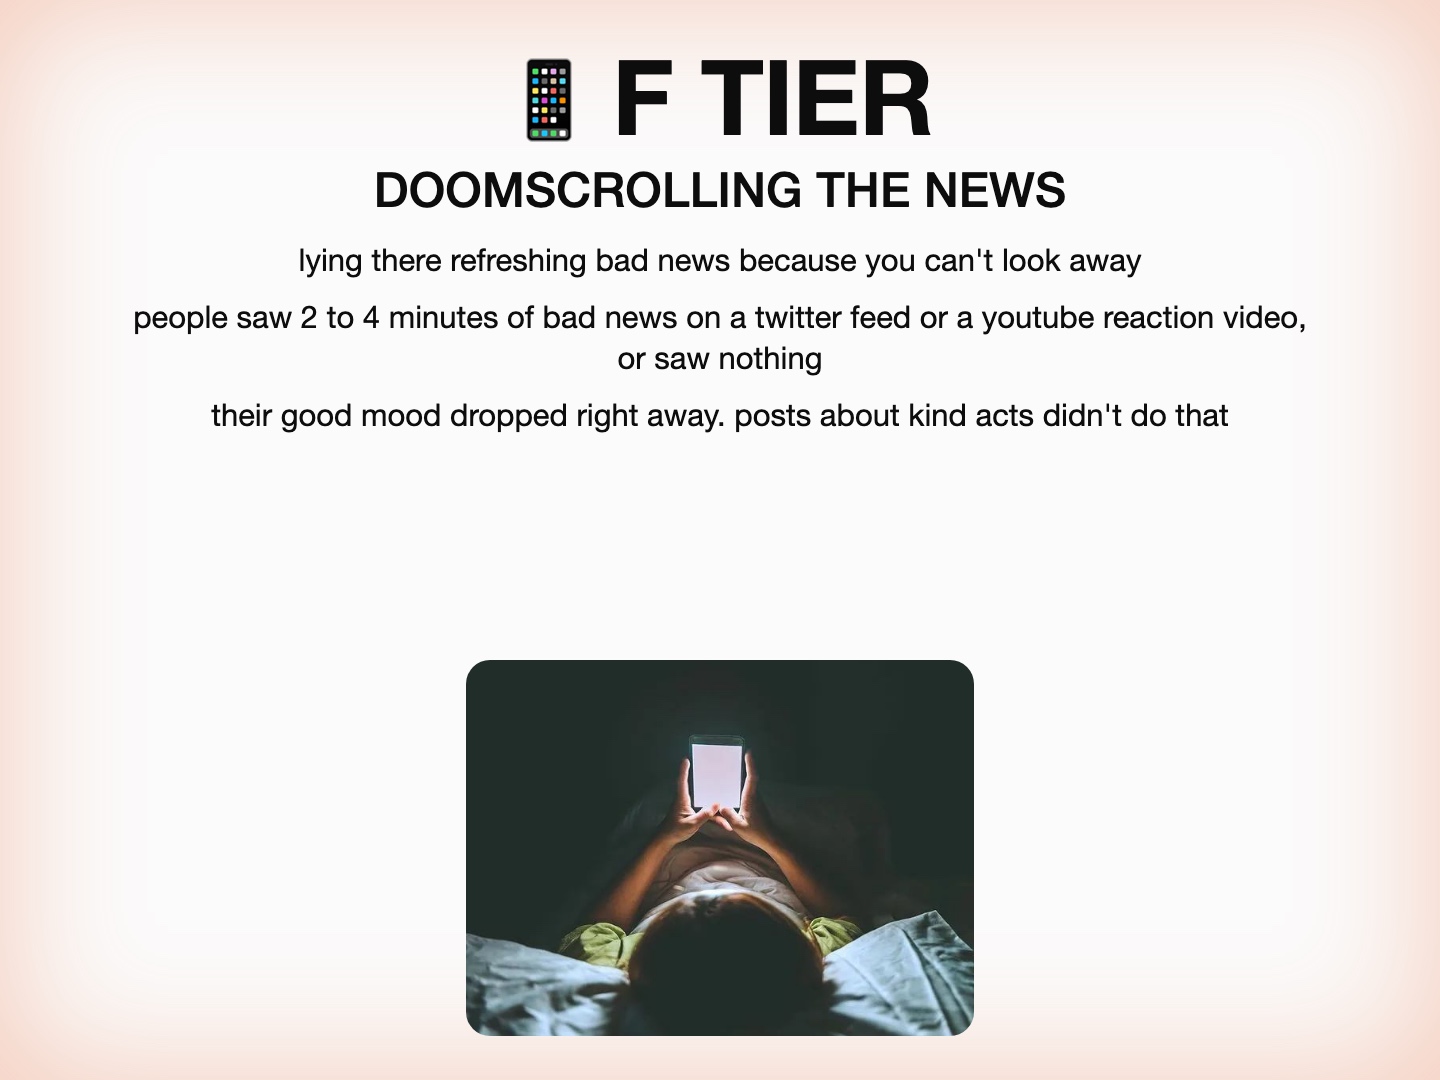 📱 F TIER
DOOMSCROLLING THE NEWS
lying there refreshing bad news because you can't look away
people saw 2 to 4 minutes of bad news on a twitter feed or a youtube reaction video,
or saw nothing
their good mood dropped right away. posts about kind acts didn't do that